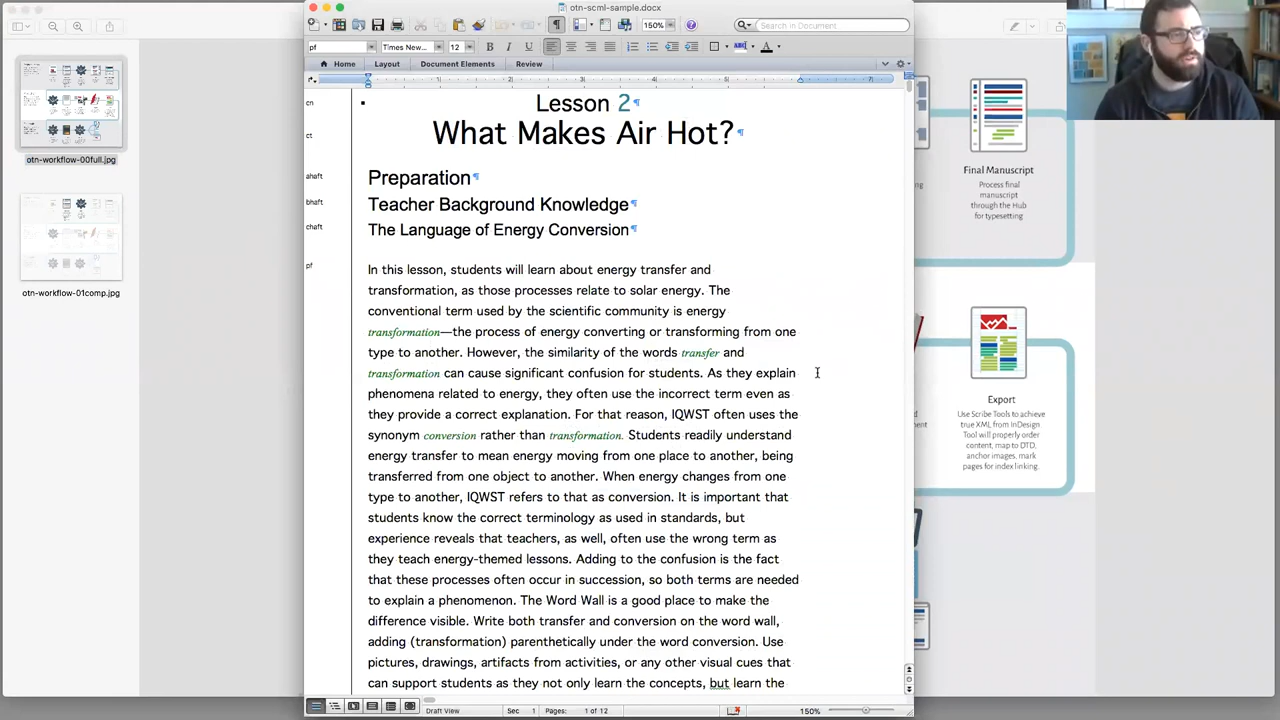 otn-scml-sample.docx
150%
Search in Document
pf
Times New...
12
B I U
Home
Layout
Document Elements
Review
cn
Lesson 2¶
ct
What Makes Air Hot?¶
ahaft
Preparation¶
bhaft
Teacher Background Knowledge¶
chaft
The Language of Energy Conversion¶
pf
In this lesson, students will learn about energy transfer and
transformation, as those processes relate to solar energy. The
conventional term used by the scientific community is energy
transformation—the process of energy converting or transforming from one
type to another. However, the similarity of the words transfer and
transformation can cause significant confusion for students. As they explain
phenomena related to energy, they often use the incorrect term even as
they provide a correct explanation. For that reason, IQWST often uses the
synonym conversion rather than transformation. Students readily understand
energy transfer to mean energy moving from one place to another, being
transferred from one object to another. When energy changes from one
type to another, IQWST refers to that as conversion. It is important that
students know the correct terminology as used in standards, but
experience reveals that teachers, as well, often use the wrong term as
they teach energy-themed lessons. Adding to the confusion is the fact
that these processes often occur in succession, so both terms are needed
to explain a phenomenon. The Word Wall is a good place to make the
difference visible. Write both transfer and conversion on the word wall,
adding (transformation) parenthetically under the word conversion. Use
pictures, drawings, artifacts from activities, or any other visual cues that
can support students as they not only learn the concepts, but learn the
Draft View
Sec 1
Pages: 1 of 12
150%
otn-workflow-00full.jpg
otn-workflow-01comp.jpg
Final Manuscript
Process final
manuscript
through the Hub
for typesetting
Export
Use Scribe Tools to achieve
true XML from InDesign
Tool will properly order
content, map to DTD,
anchor images, mark
pages for index linking.